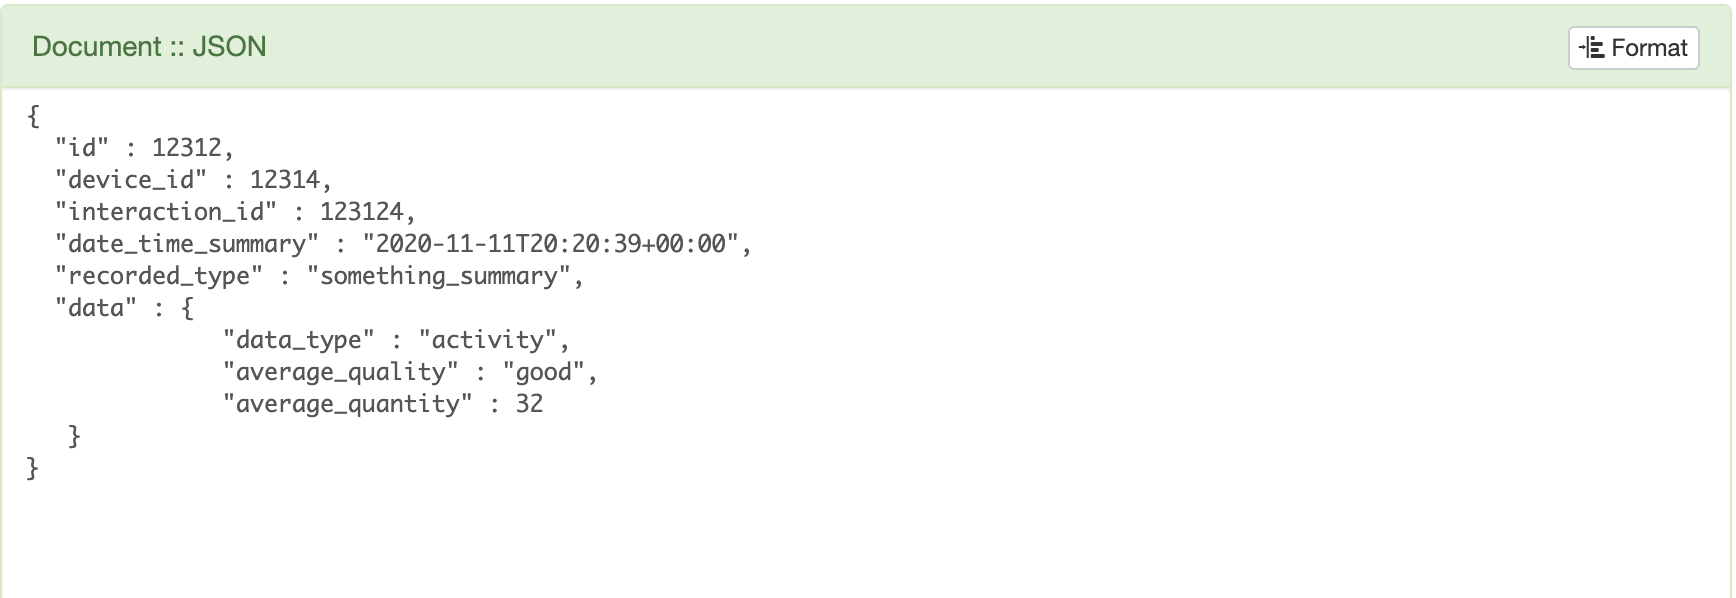 Document :: JSON
Format
{
  "id" : 12312,
  "device_id" : 12314,
  "interaction_id" : 123124,
  "date_time_summary" : "2020-11-11T20:20:39+00:00",
  "recorded_type" : "something_summary",
  "data" : {
              "data_type" : "activity",
              "average_quality" : "good",
              "average_quantity" : 32
   }
}